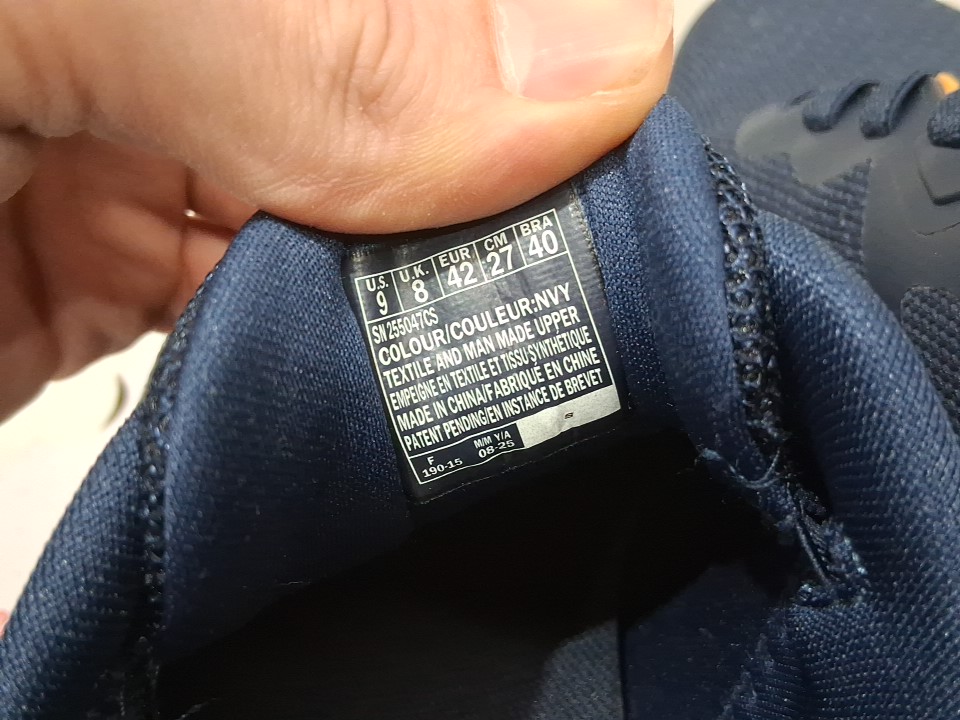 U.S. U.K. EUR CM BRA
9 8 42 27 40
SN 255047CS
COLOUR/COULEUR:NVY
TEXTILE AND MAN MADE UPPER
EMPEIGNE EN TEXTILE ET TISSU SYNTHÉTIQUE
MADE IN CHINA/FABRIQUÉ EN CHINE
PATENT PENDING/EN INSTANCE DE BREVET
F M/M Y/A
190-15 08-25